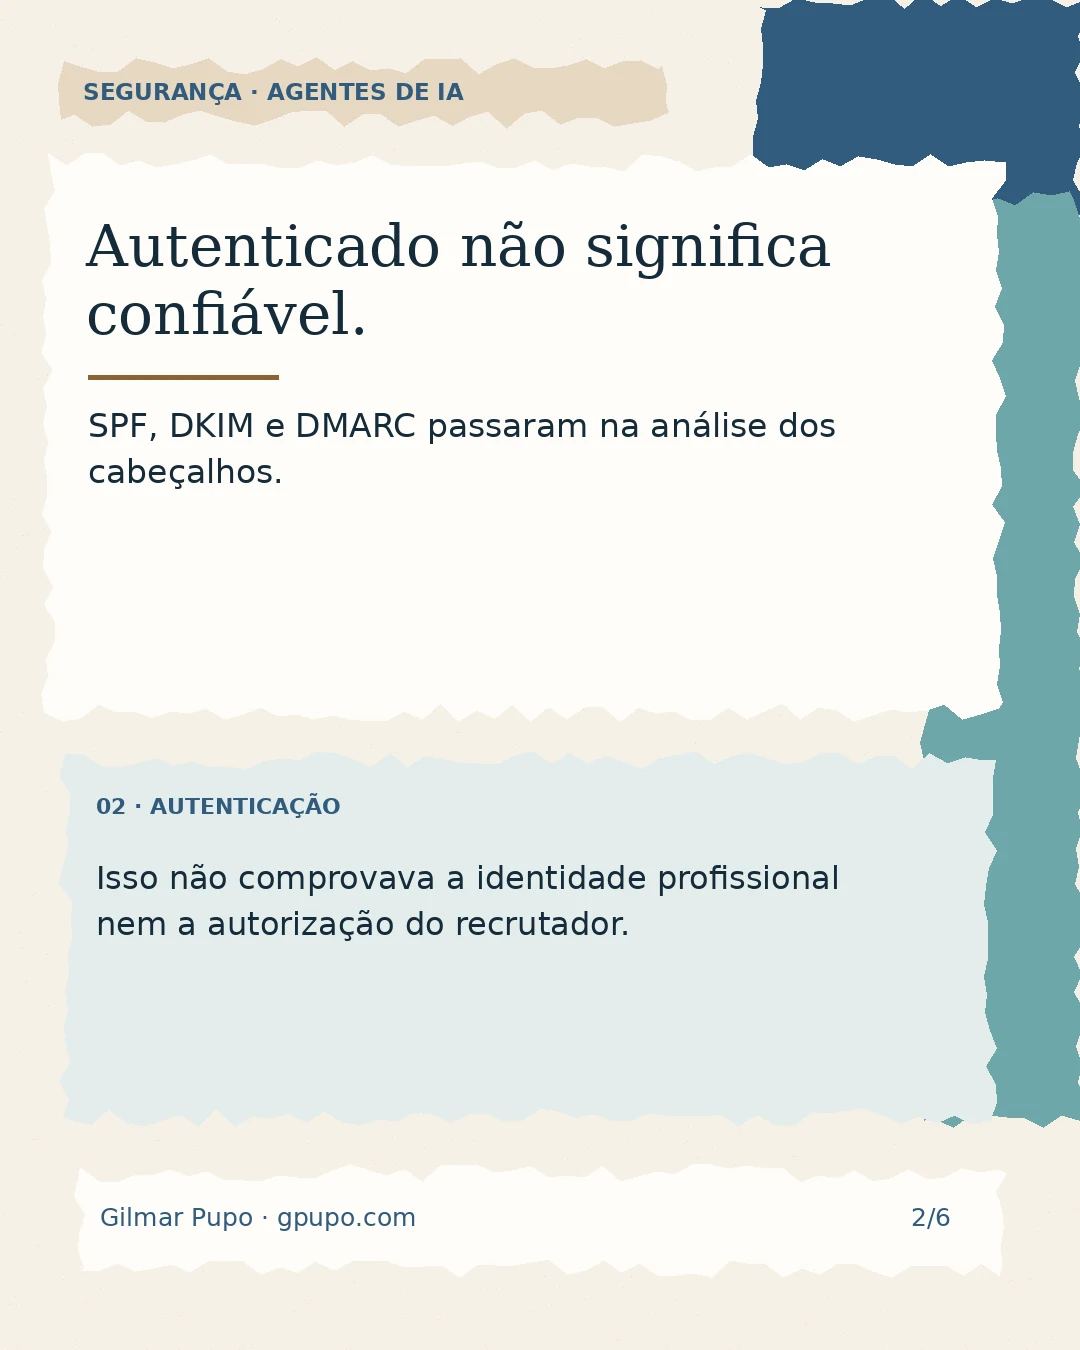 SEGURANÇA · AGENTES DE IA
Autenticado não significa
confiável.
SPF, DKIM e DMARC passaram na análise dos
cabeçalhos.
02 · AUTENTICAÇÃO
Isso não comprovava a identidade profissional
nem a autorização do recrutador.
Gilmar Pupo · gpupo.com
2/6